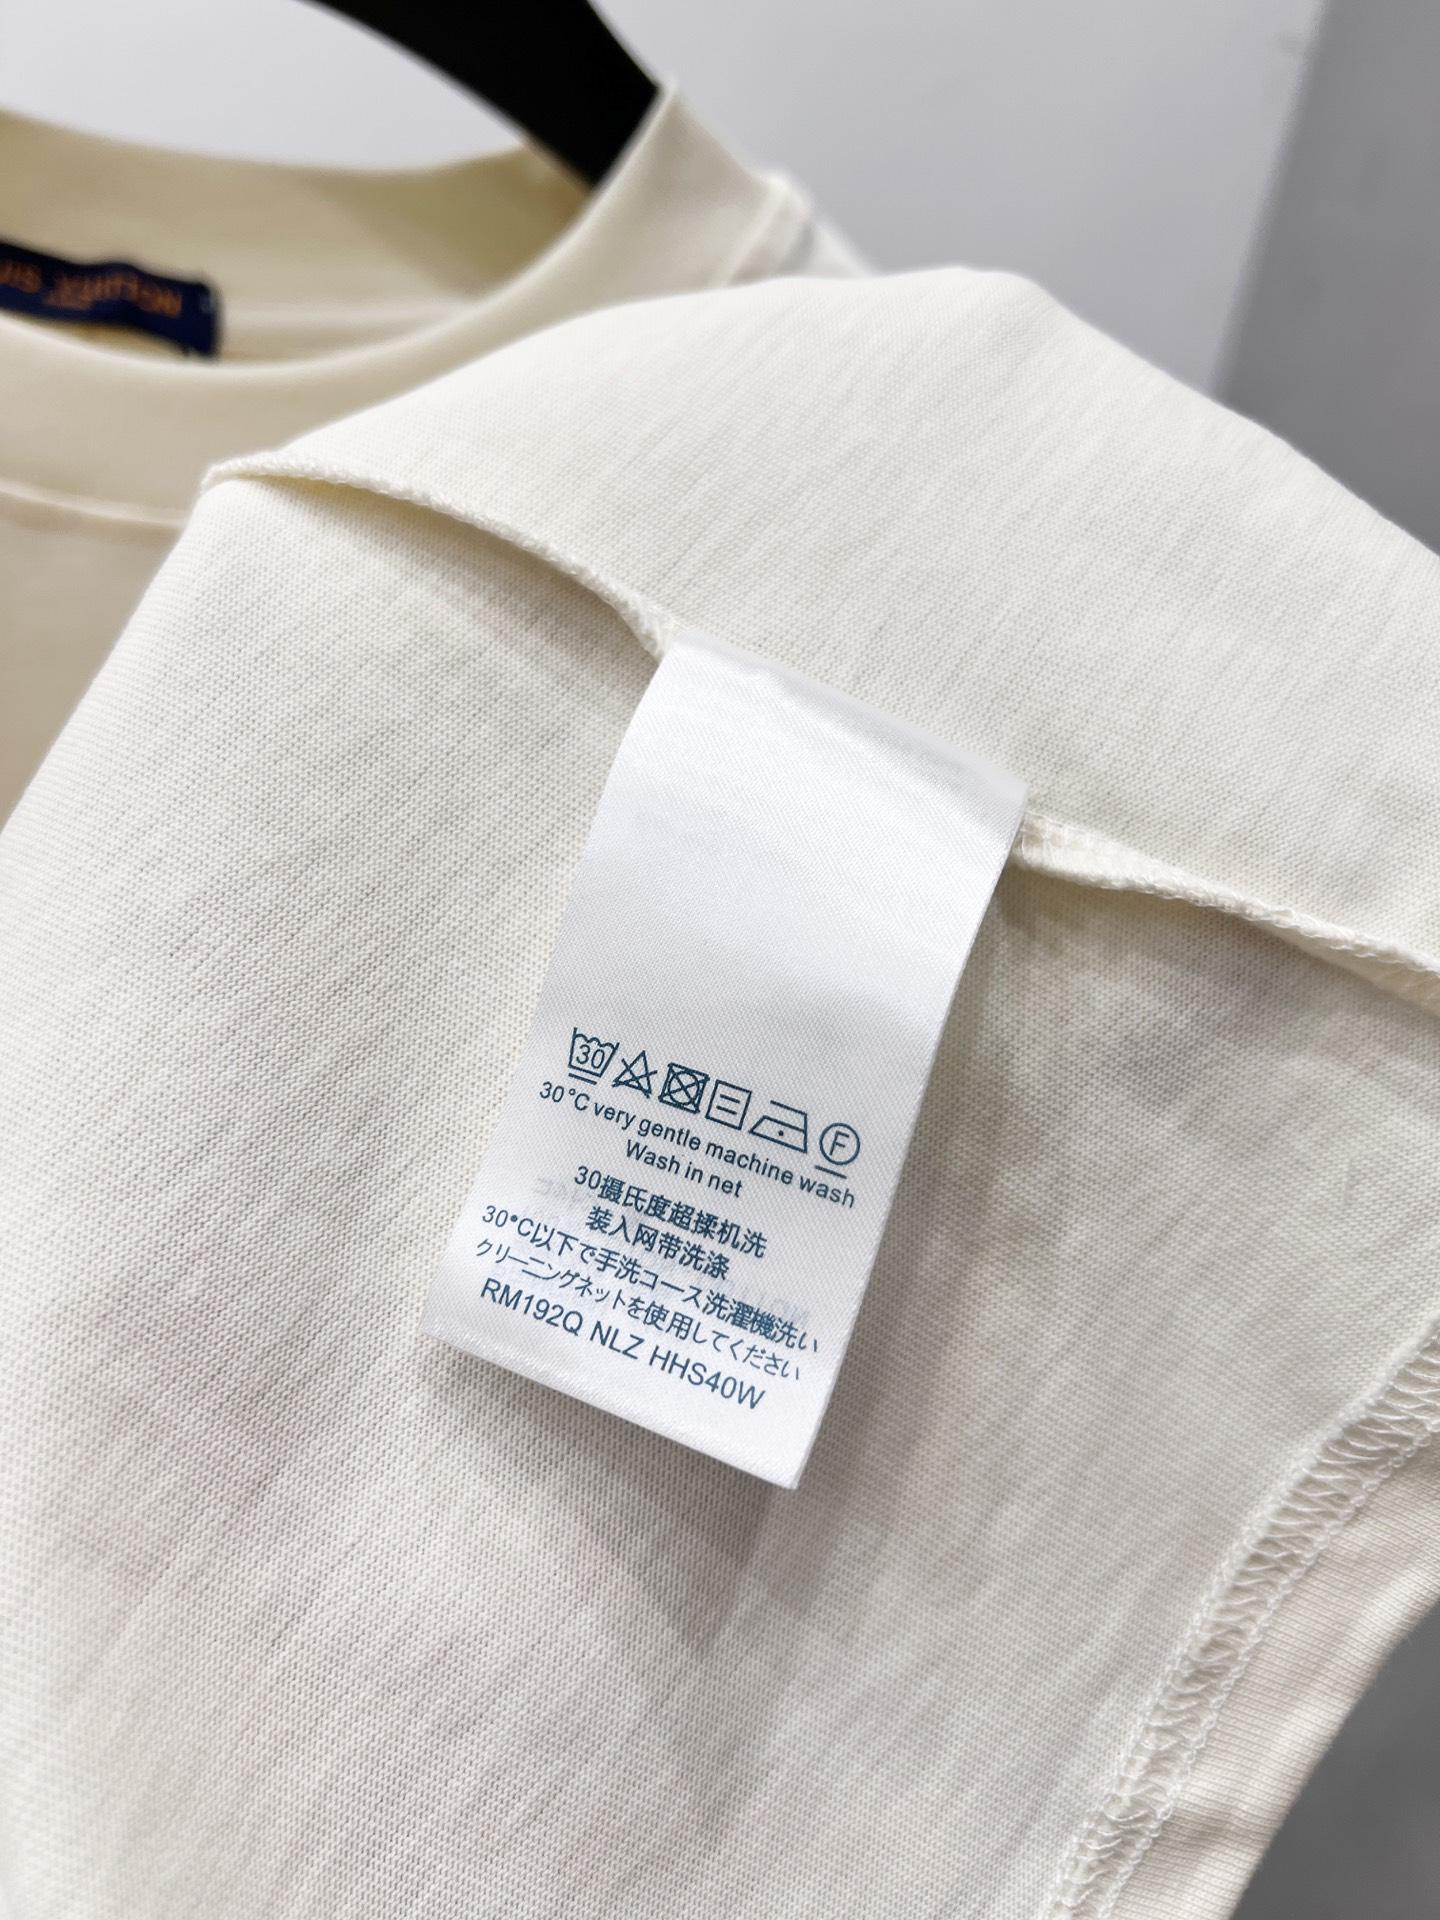 30
F
30°C very gentle machine wash
Wash in net
30摄氏度超揉机洗
装入网带洗涤
30°C以下で手洗コース洗濯機洗い
クリーニングネットを使用してください
RM192Q NLZ HHS40W